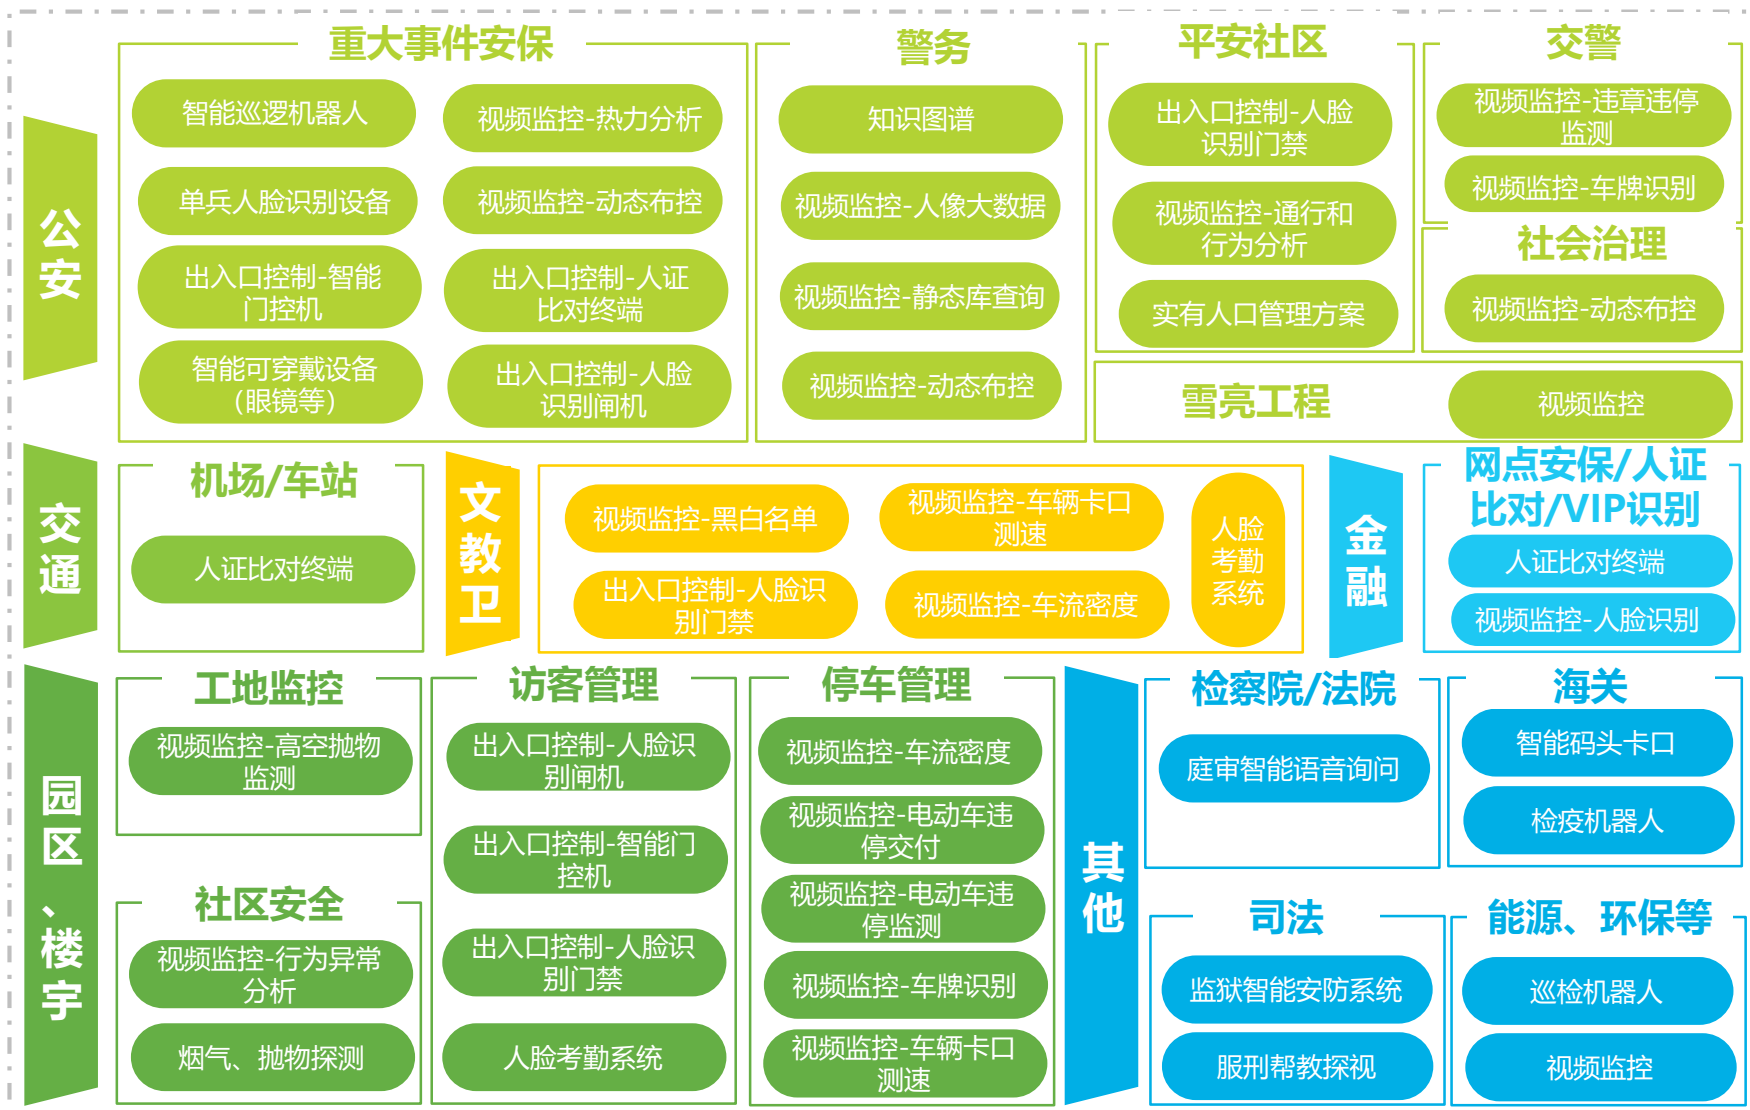 公
安
重大事件安保
智能巡逻机器人
视频监控-热力分析
单兵人脸识别设备
视频监控-动态布控
出入口控制-智能
门控机
出入口控制-人证
比对终端
智能可穿戴设备
（眼镜等）
出入口控制-人脸
识别闸机
警务
知识图谱
视频监控-人像大数据
视频监控-静态库查询
视频监控-动态布控
平安社区
出入口控制-人脸
识别门禁
视频监控-通行和
行为分析
实有人口管理方案
交警
视频监控-违章违停
监测
视频监控-车牌识别
社会治理
视频监控-动态布控
雪亮工程
视频监控
交
通
机场/车站
人证比对终端
文
教
卫
视频监控-黑白名单
视频监控-车辆卡口
测速
出入口控制-人脸识
别门禁
视频监控-车流密度
人脸
考勤
系统
金
融
网点安保/人证
比对/VIP识别
人证比对终端
视频监控-人脸识别
园
区
、
楼
宇
工地监控
视频监控-高空抛物
监测
社区安全
视频监控-行为异常
分析
烟气、抛物探测
访客管理
出入口控制-人脸识
别闸机
出入口控制-智能门
控机
出入口控制-人脸识
别门禁
人脸考勤系统
停车管理
视频监控-车流密度
视频监控-电动车违
停交付
视频监控-电动车违
停监测
视频监控-车牌识别
视频监控-车辆卡口
测速
其
他
检察院/法院
庭审智能语音询问
海关
智能码头卡口
检疫机器人
司法
监狱智能安防系统
服刑帮教探视
能源、环保等
巡检机器人
视频监控